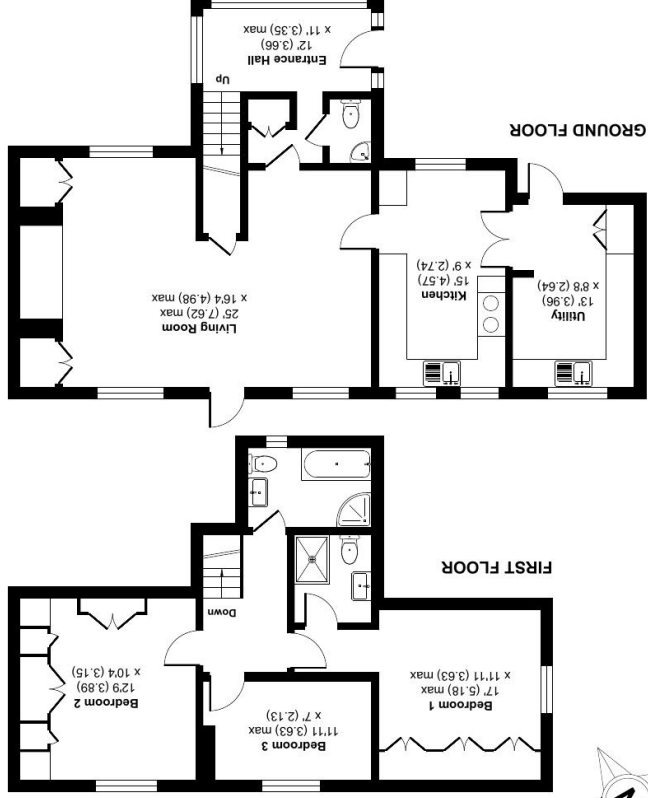 N
Bedroom 3
11'11 (3.63) max
x 7' (2.13)
Bedroom 1
17' (5.18) max
x 11'11 (3.63) max
Bedroom 2
12'9 (3.89)
x 10'4 (3.15)
Down
FIRST FLOOR
Living Room
25' (7.62) max
x 16'4 (4.98) max
Utility
13' (3.96)
x 8'8 (2.64)
Kitchen
15' (4.57)
x 9' (2.74)
GROUND FLOOR
Up
Entrance Hall
12' (3.66)
x 11' (3.35) max